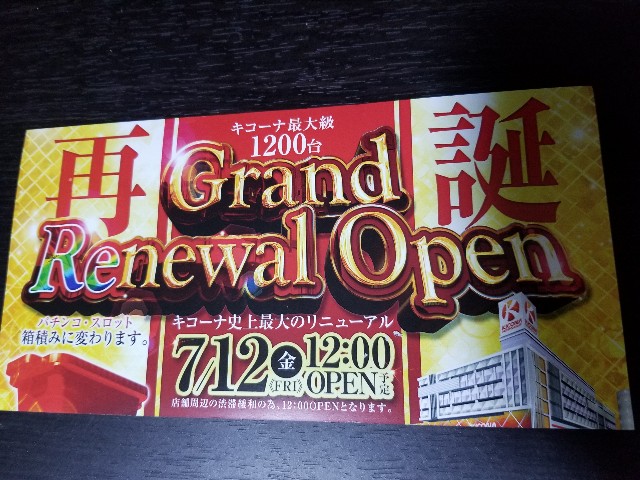 キコーナ最大級
1200台
再誕
Grand
Renewal Open
パチンコ・スロット
箱積みに変わります。
キコーナ史上最大のリニューアル
7/12 金 (FRI) 12:00 OPEN 予定
店舗周辺の渋滞緩和の為、12:00OPENとなります。
K
KICONA
KICONA